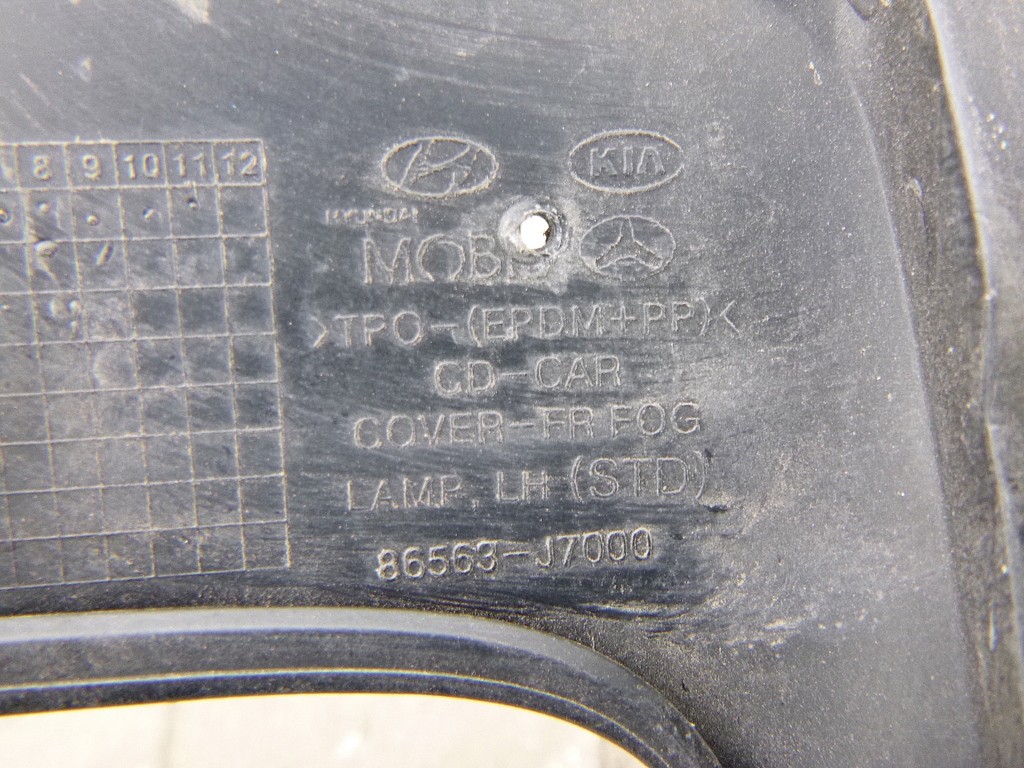 8 9 10 11 12
KIA
HYUNDAI
MOBIS
>TPO-(EPDM+PP)<
CD-CAR
COVER-FR FOG
LAMP, LH (STD)
86563-J7000